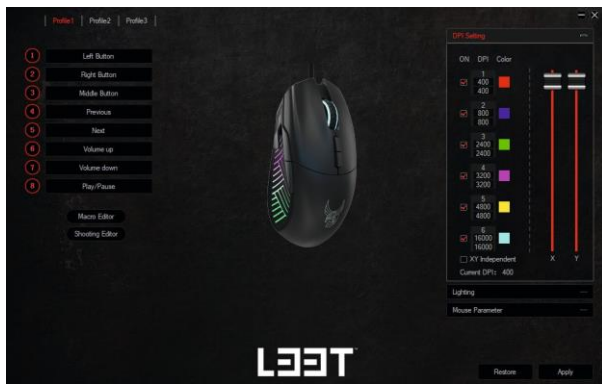 Profile1 Profile2 Profile3
DPI Setting
ON DPI Color
1 Left Button
2 Right Button
3 Middle Button
4 Previous
5 Next
6 Volume up
7 Volume down
8 Play/Pause
Macro Editor
Shooting Editor
1
400
400
2
800
800
3
2400
2400
4
3200
3200
5
4800
4800
6
16000
16000
XY Independent
X Y
Current DPI: 400
Lighting
Mouse Parameter
L33T
Restore Apply